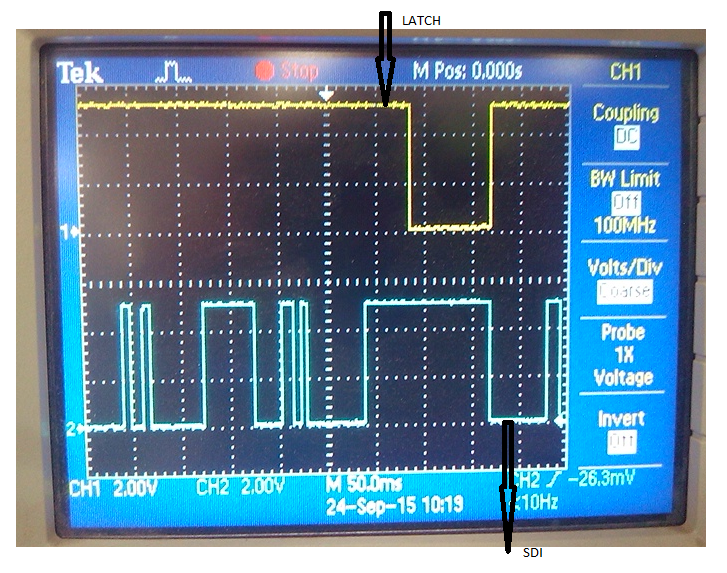 LATCH
Tek Stop M Pos: 0.000s CH1
Coupling
DC
BW Limit
Off
100MHz
1
Volts/Div
Coarse
Probe
1X
Voltage
Invert
Off
2
CH1 2.00V CH2 2.00V M 50.0ms CH2 -26.3mV
24-Sep-15 10:19 <10Hz
SDI